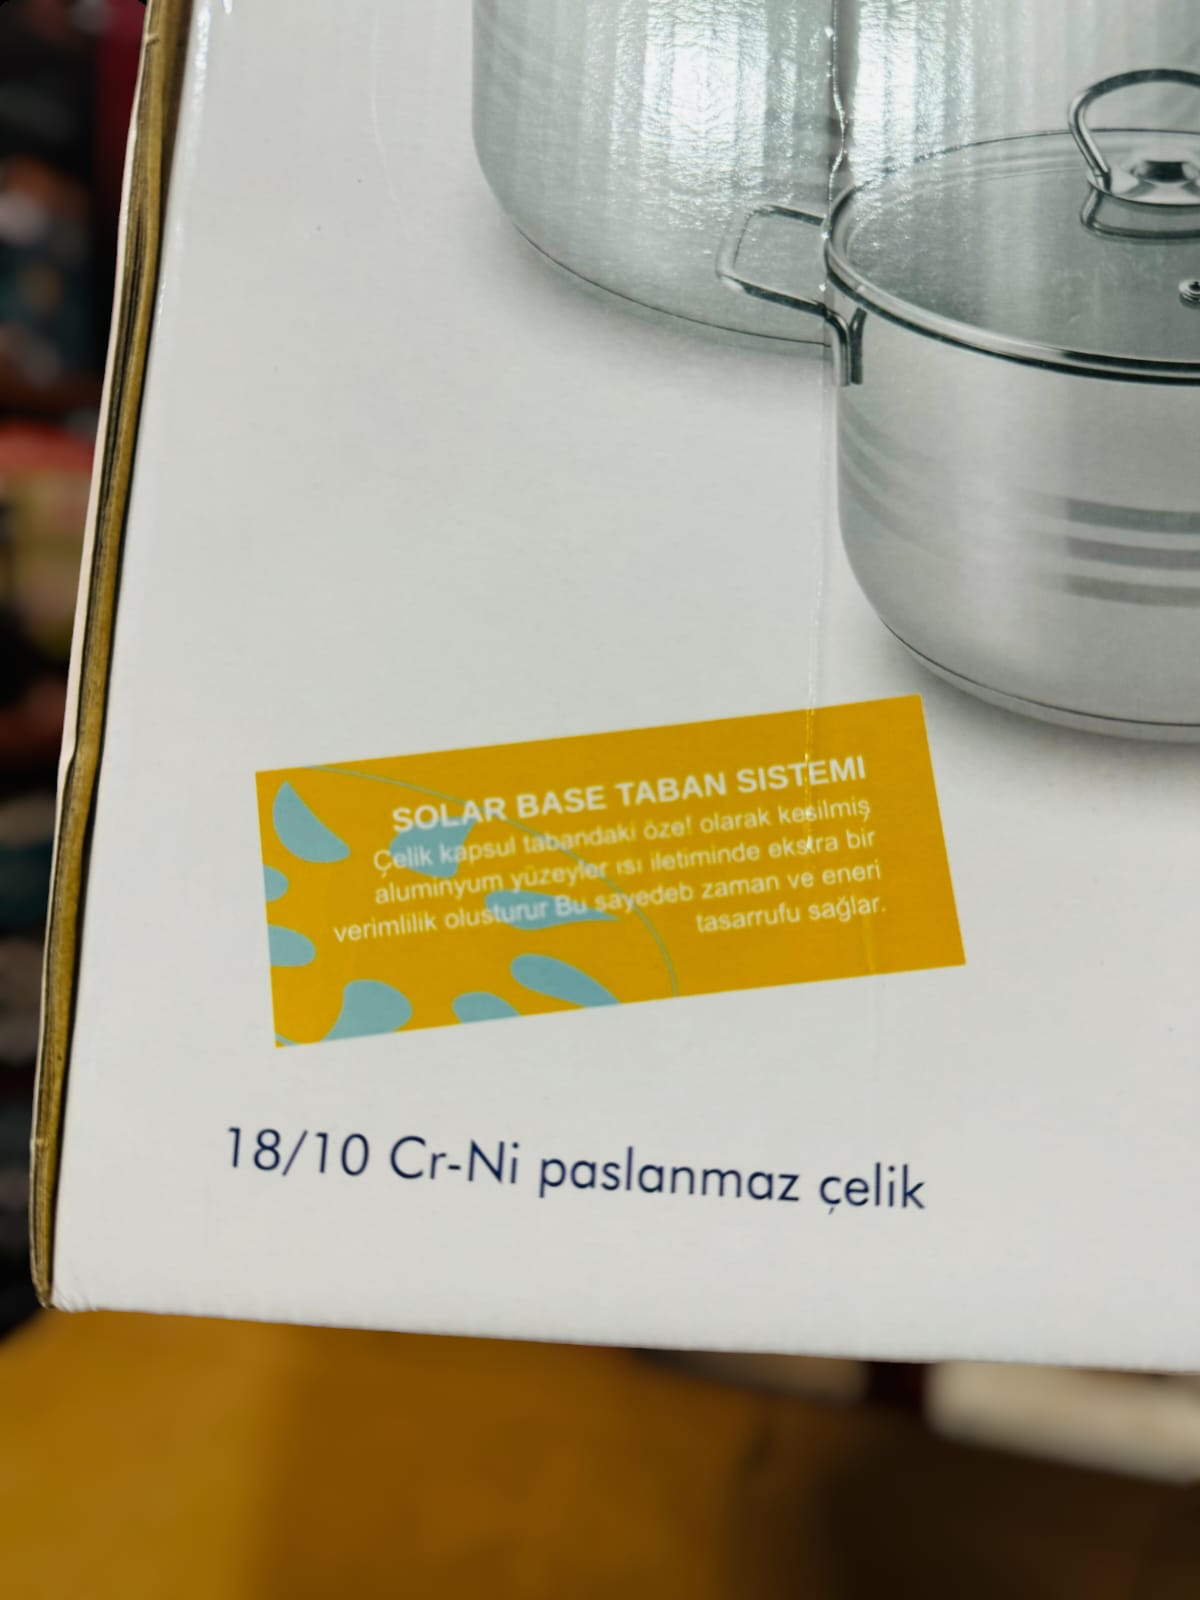 SOLAR BASE TABAN SISTEMI
Çelik kapsul tabandaki özel olarak kesilmiş
aluminyum yüzeyler ısı iletiminde ekstra bir
verimlilik olusturur Bu sayedeb zaman ve eneri
tasarrufu sağlar.
18/10 Cr-Ni paslanmaz çelik